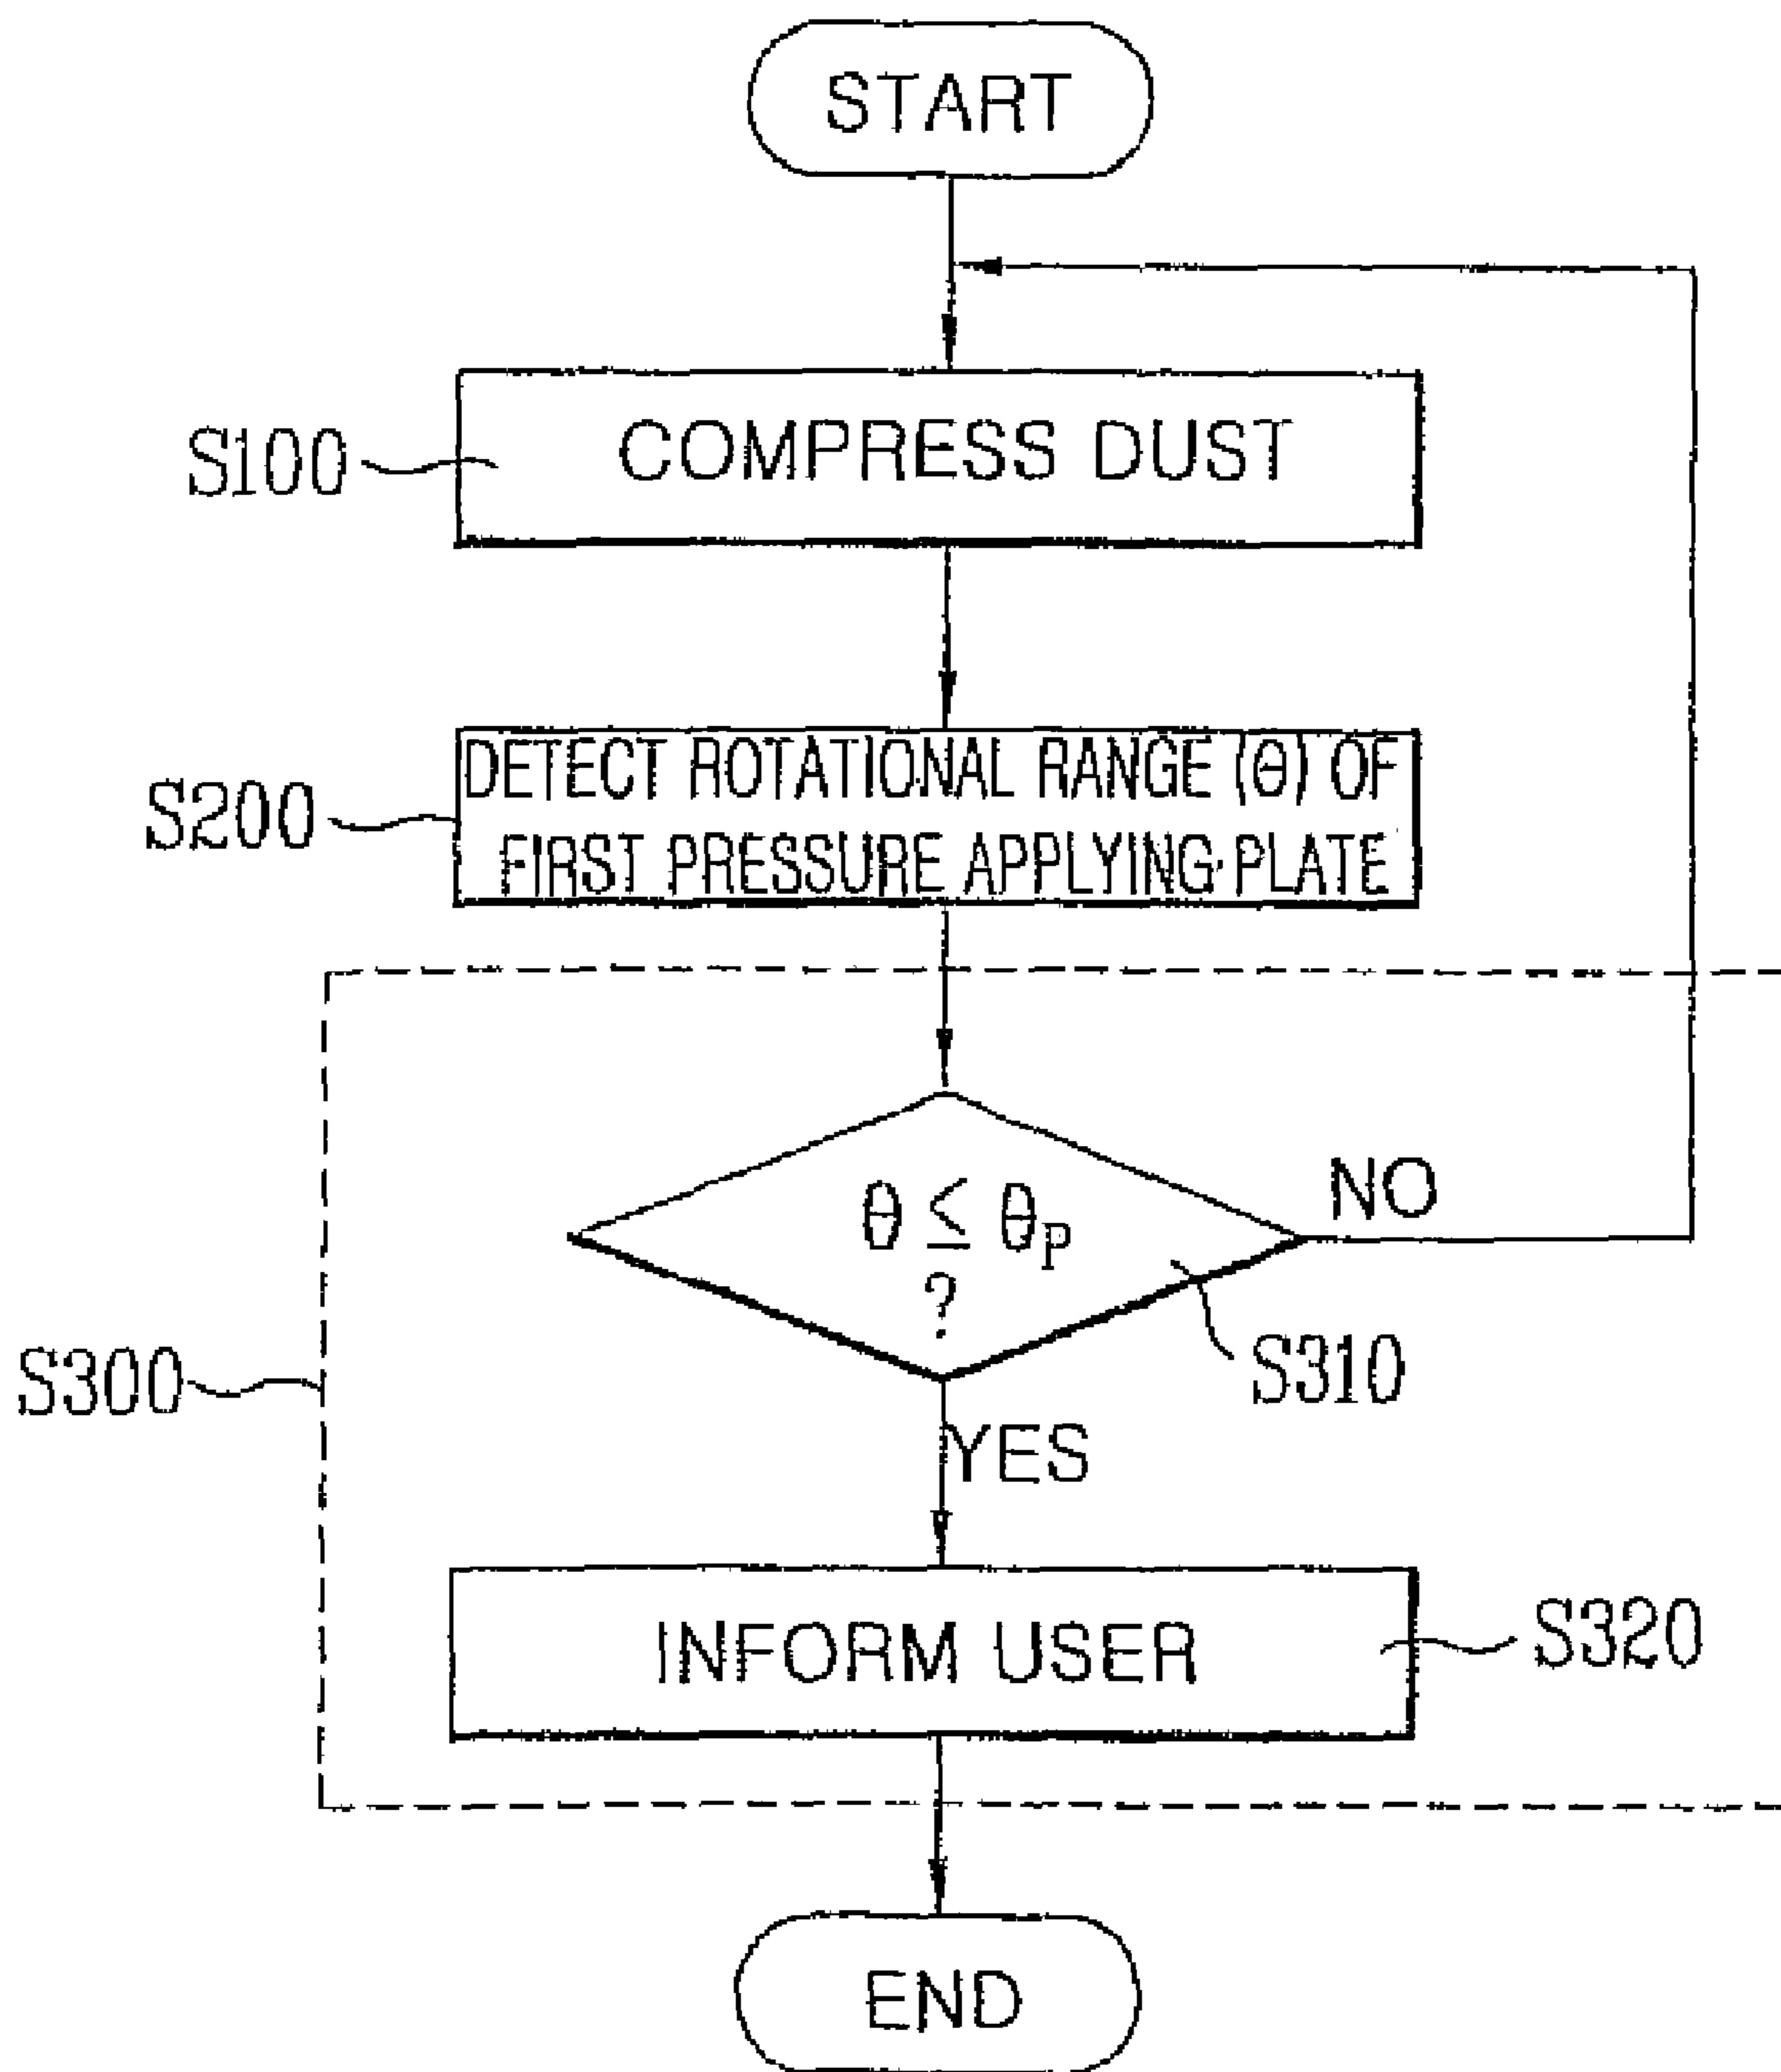 START
S100
COMPRESS DUST
S200
DETECT ROTATIONAL RANGE (θ) OF
FIRST PRESSURE APPLYING PLATE
θ ≤ θP
?
NO
S310
S300
YES
INFORM USER
S320
END